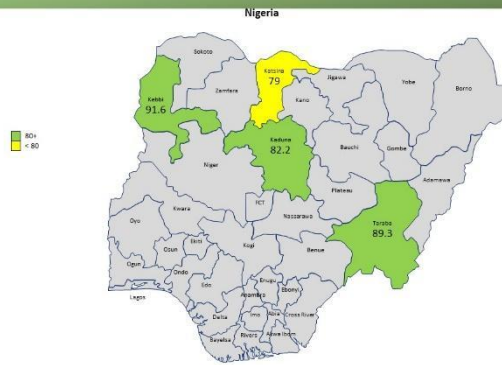 Nigeria
80+
< 80
Sokoto
Katsina
79
Jigawa
Yobe
Borno
Kebbi
91.6
Zamfara
Kano
Kaduna
82.2
Bauchi
Gombe
Adamawa
Niger
Plateau
FCT
Kwara
Nassarawa
Taraba
89.3
Oyo
Ekiti
Kogi
Benue
Osun
Ogun
Ondo
Edo
Enugu
Ebonyi
Anambra
Lagos
Delta
Imo
Abia
Cross River
Bayelsa
Rivers
Akwa Ibom